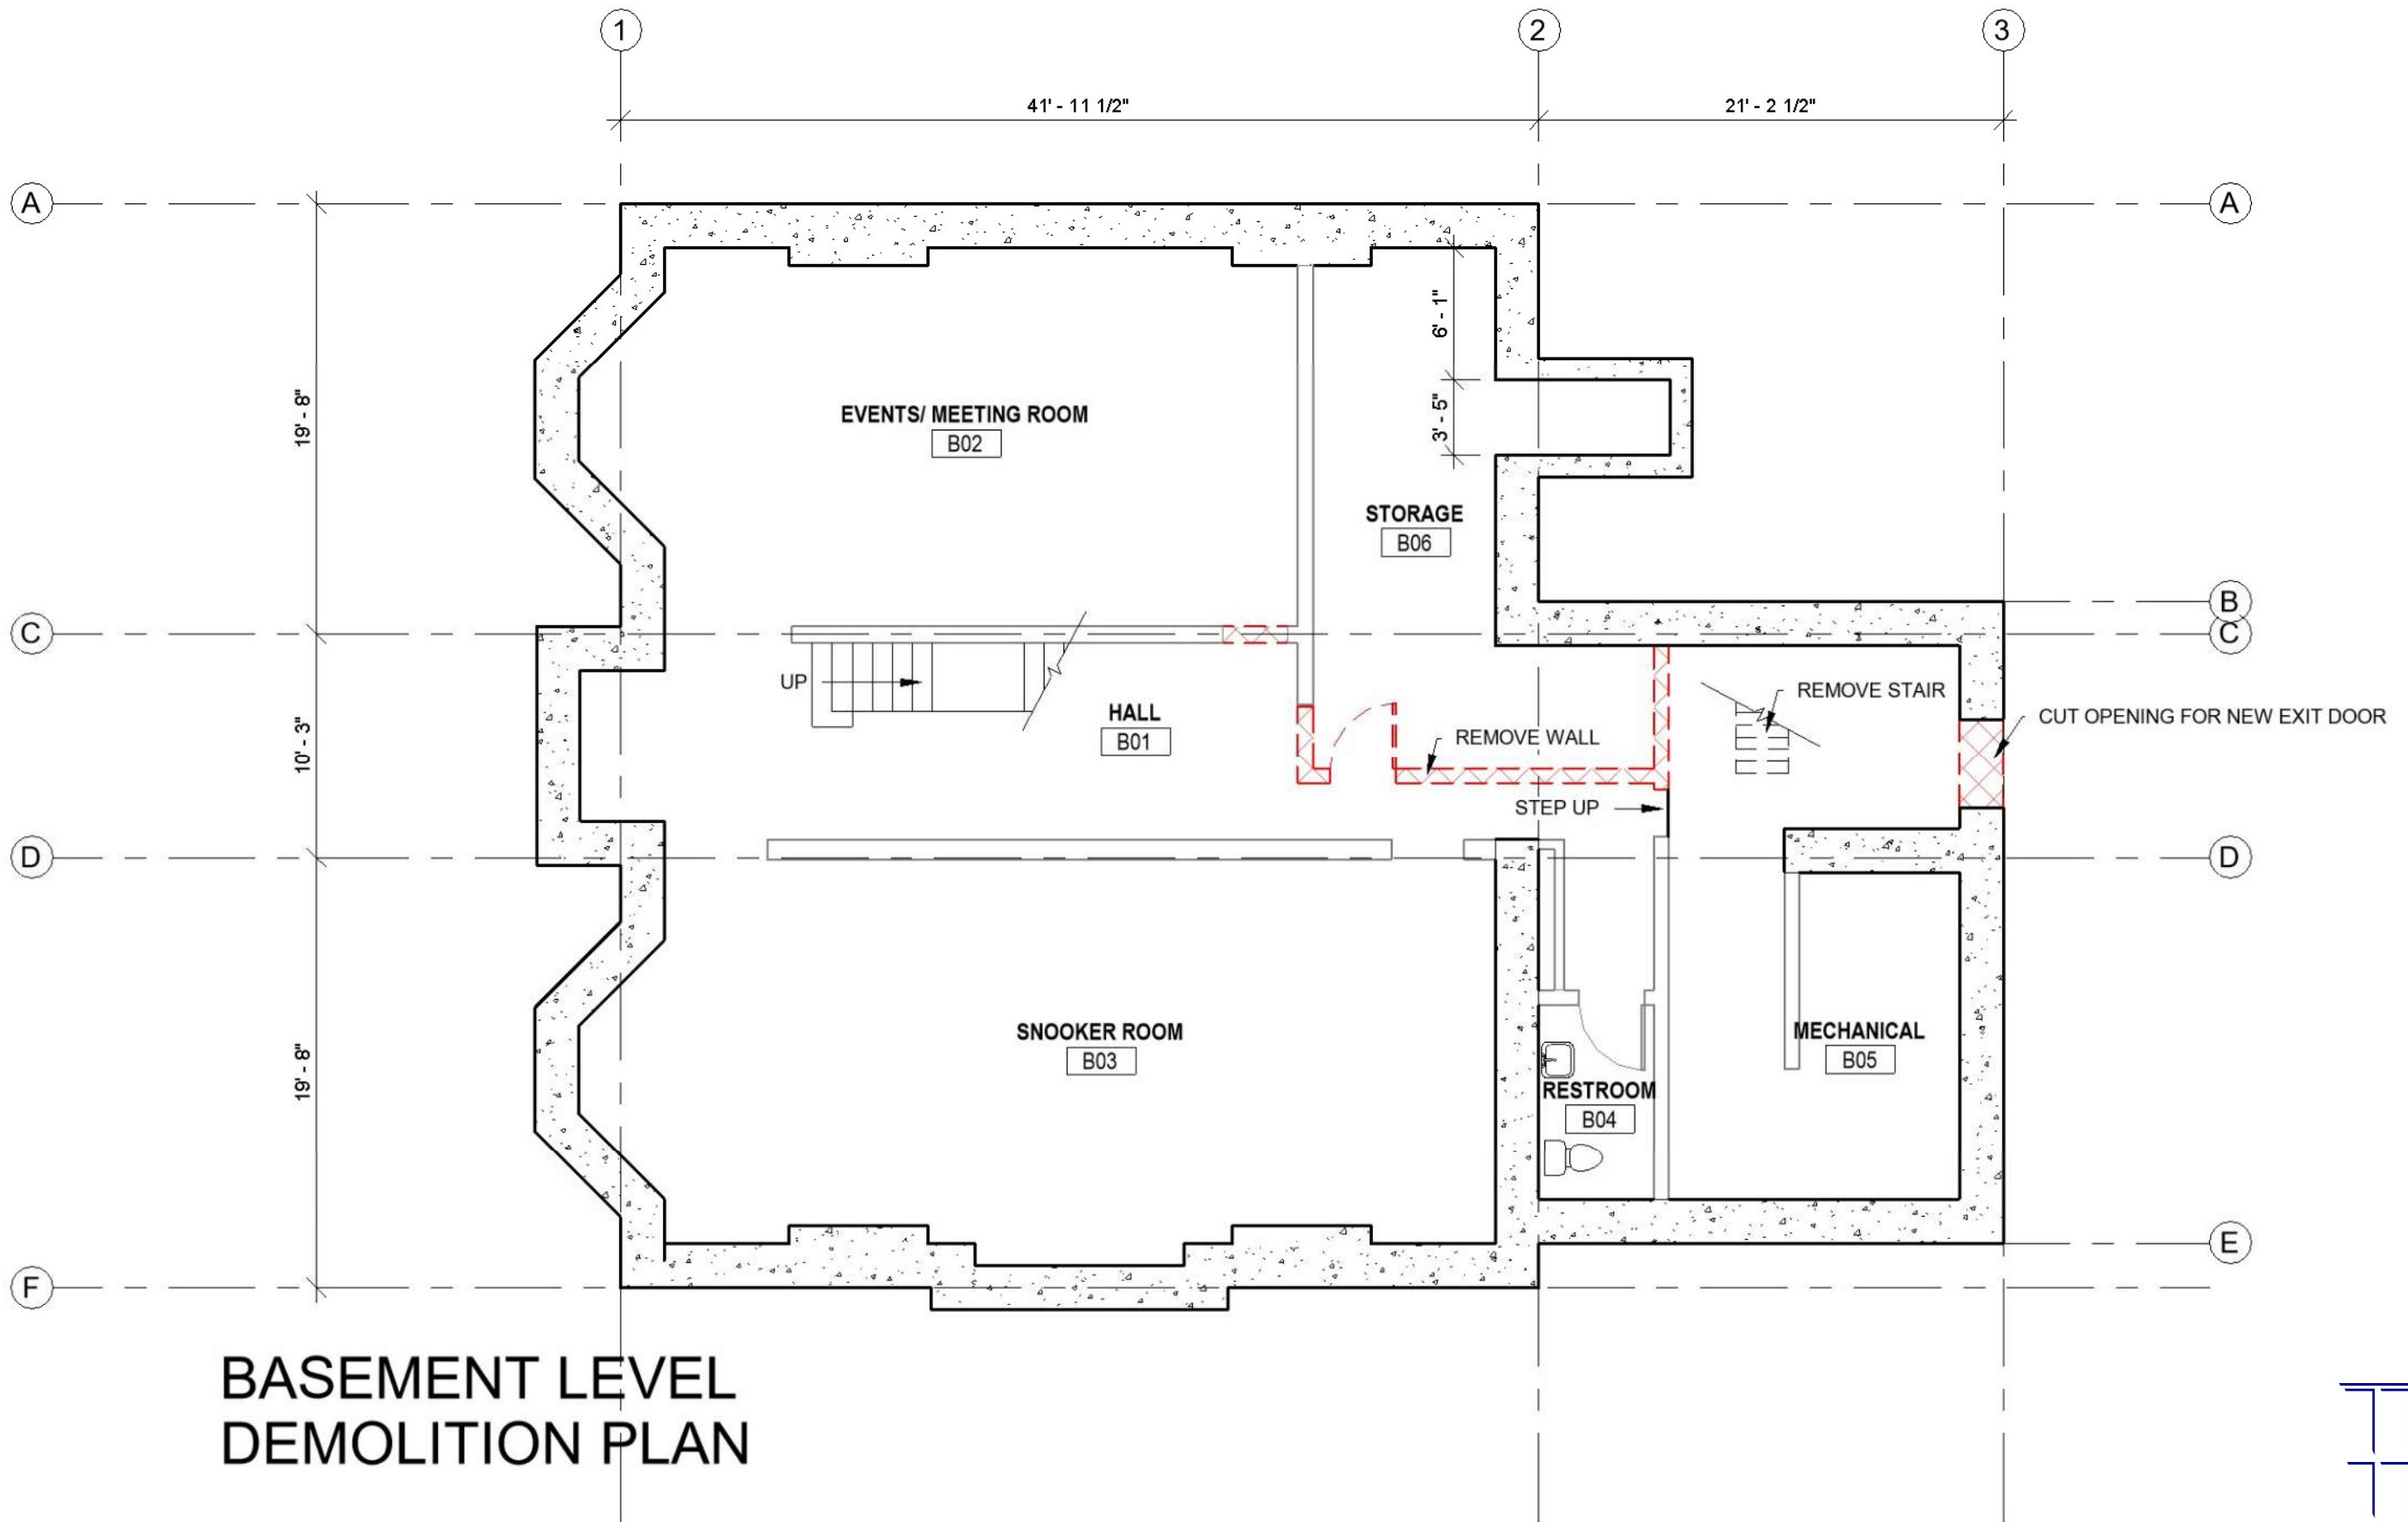 1
2
3
41' - 11 1/2"
21' - 2 1/2"
A
A
6' - 1"
19' - 8"
3' - 5"
EVENTS/ MEETING ROOM
B02
STORAGE
B06
B
C
C
UP
REMOVE STAIR
HALL
B01
CUT OPENING FOR NEW EXIT DOOR
REMOVE WALL
10' - 3"
STEP UP
D
D
SNOOKER ROOM
B03
MECHANICAL
B05
19' - 8"
RESTROOM
B04
E
F
BASEMENT LEVEL
DEMOLITION PLAN